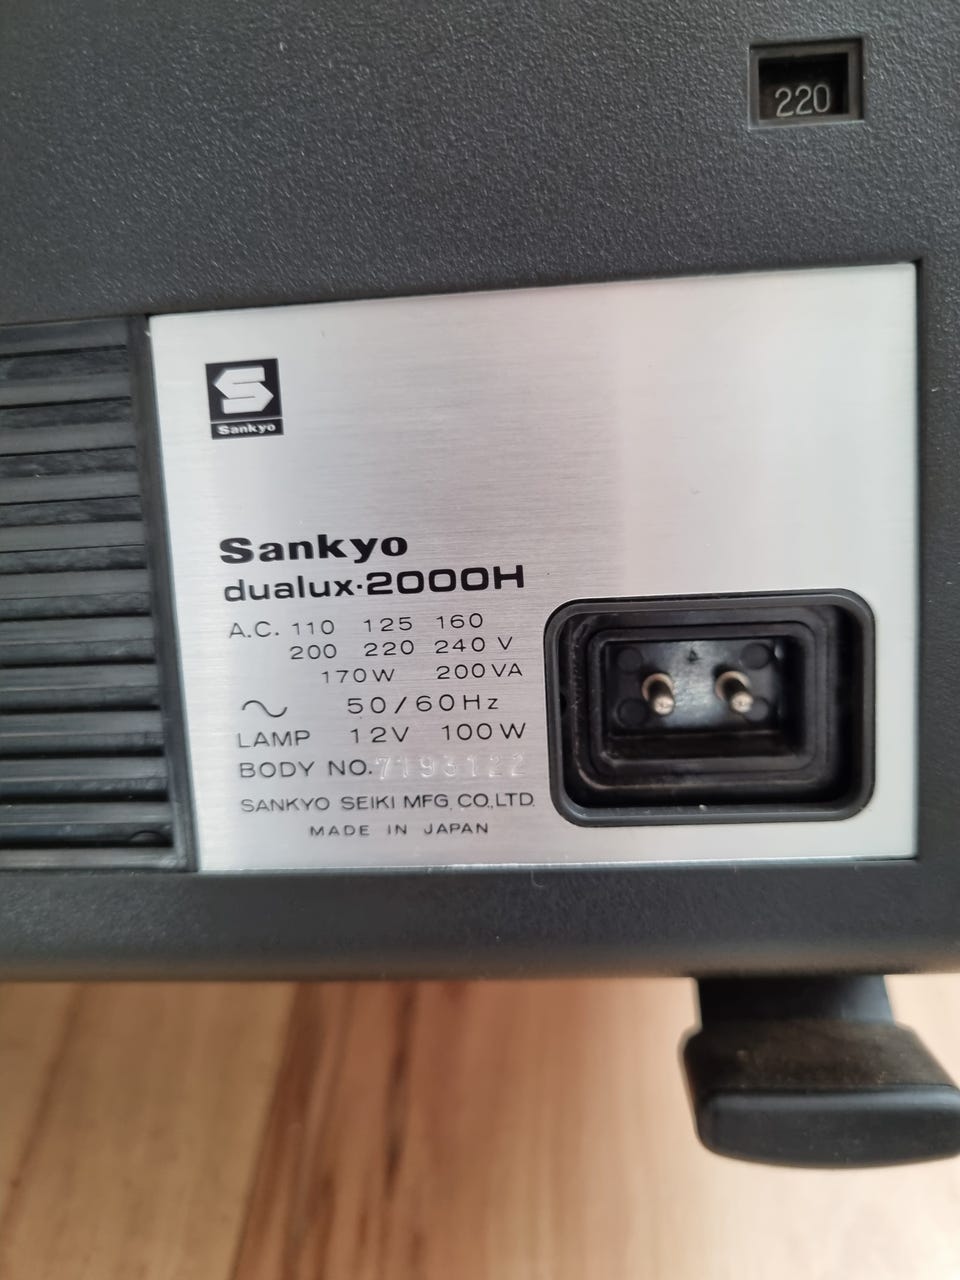 220
S
Sankyo
Sankyo
dualux·2000H
A.C. 110 125 160
200 220 240 V
170W 200VA
∿ 50/60Hz
LAMP 12V 100W
BODY NO. 7193122
SANKYO SEIKI MFG. CO., LTD.
MADE IN JAPAN